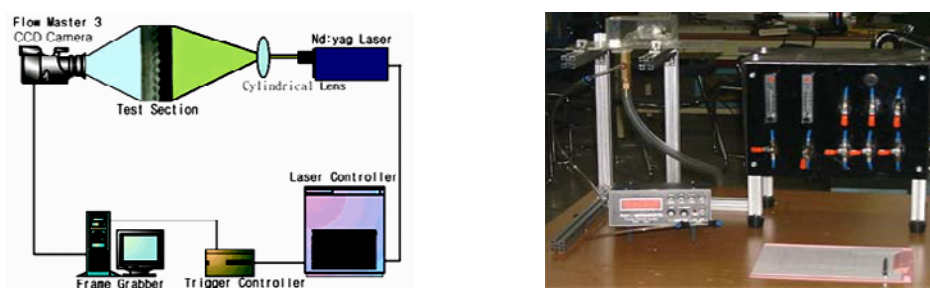 Flow Master 3
CCD Camera
Nd:yag Laser
Cylindrical Lens
Test Section
Laser Controller
Frame Grabber
Trigger Controller